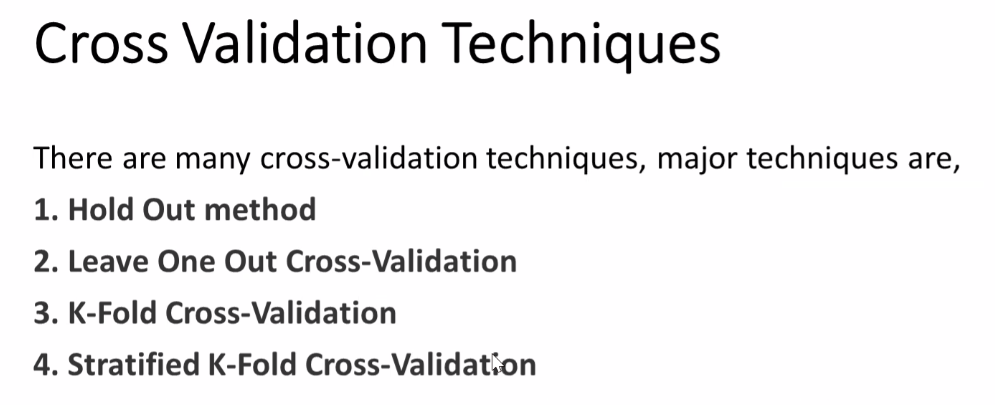 Cross Validation Techniques
There are many cross-validation techniques, major techniques are,
1. Hold Out method
2. Leave One Out Cross-Validation
3. K-Fold Cross-Validation
4. Stratified K-Fold Cross-Validation